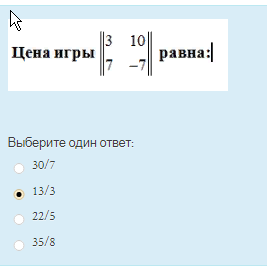 Цена игры ‖3 10‖ равна:
‖7 –7‖
Выберите один ответ:
30/7
13/3
22/5
35/8